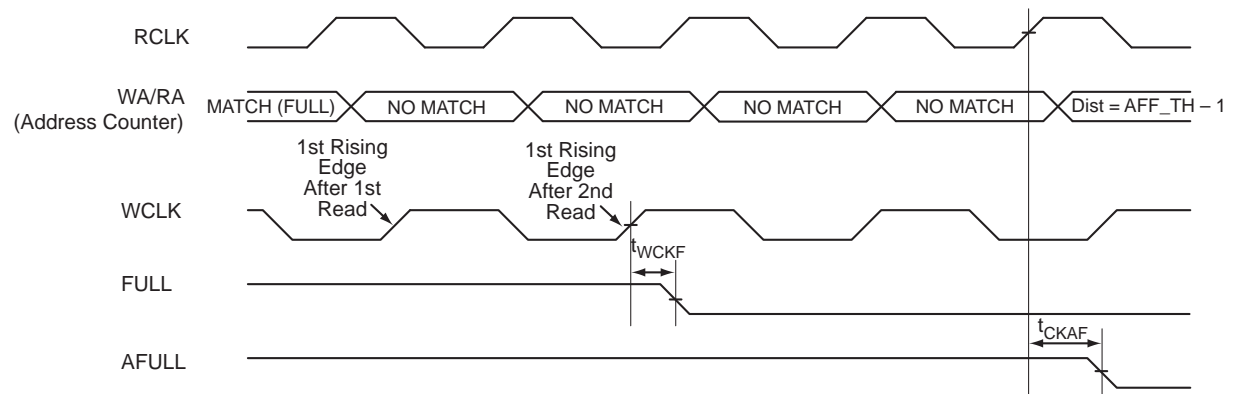 RCLK
WA/RA
(Address Counter)
MATCH (FULL)
NO MATCH
NO MATCH
NO MATCH
NO MATCH
Dist = AFF_TH – 1
1st Rising
Edge
After 1st
Read
1st Rising
Edge
After 2nd
Read
WCLK
tWCKF
FULL
tCKAF
AFULL